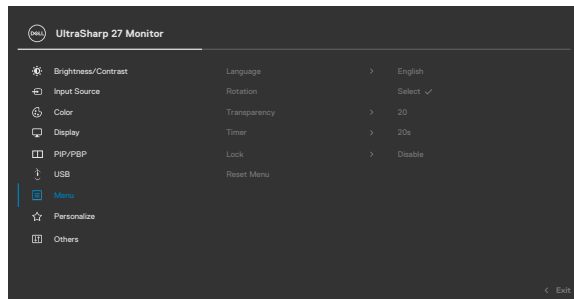 DELL UltraSharp 27 Monitor
Brightness/Contrast Language > English
Input Source Rotation Select ✓
Color Transparency > 20
Display Timer > 20s
PIP/PBP Lock > Disable
USB Reset Menu
Menu
Personalize
Others
< Exit